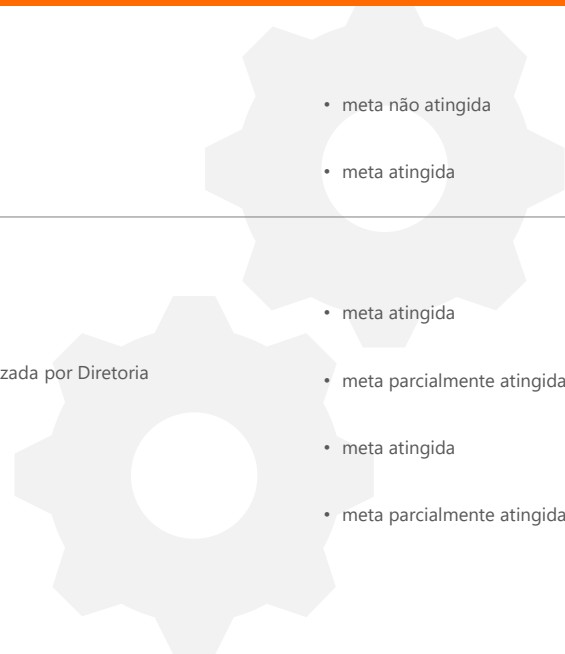 • meta não atingida
• meta atingida
• meta atingida
zada por Diretoria
• meta parcialmente atingida
• meta atingida
• meta parcialmente atingida